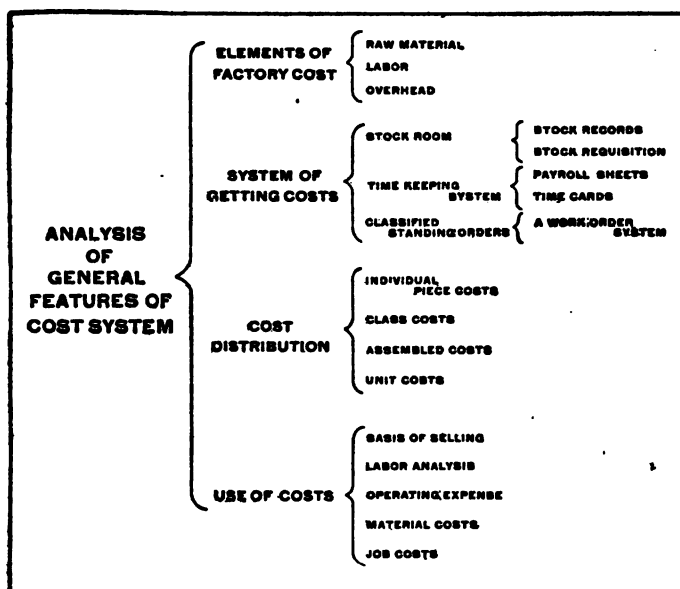 ANALYSIS
OF
GENERAL
FEATURES OF
COST SYSTEM
ELEMENTS OF
FACTORY COST
RAW MATERIAL
LABOR
OVERHEAD
SYSTEM OF
GETTING COSTS
STOCK ROOM
STOCK RECORDS
STOCK REQUISITION
TIME KEEPING
SYSTEM
PAYROLL SHEETS
TIME CARDS
CLASSIFIED
STANDING ORDERS
A WORK ORDER
SYSTEM
COST
DISTRIBUTION
INDIVIDUAL
PIECE COSTS
CLASS COSTS
ASSEMBLED COSTS
UNIT COSTS
USE OF COSTS
BASIS OF SELLING
LABOR ANALYSIS
OPERATING EXPENSE
MATERIAL COSTS
JOB COSTS